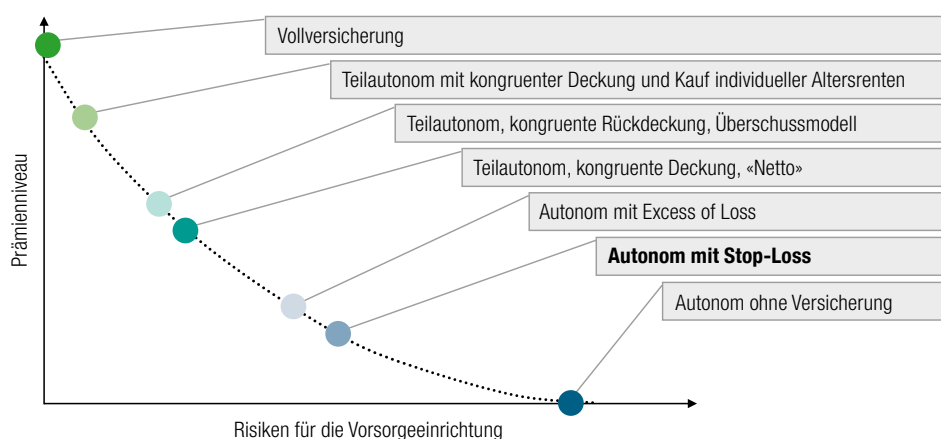 Vollversicherung
Teilautonom mit kongruenter Deckung und Kauf individueller Altersrenten
Teilautonom, kongruente Rückdeckung, Überschussmodell
Teilautonom, kongruente Deckung, «Netto»
Autonom mit Excess of Loss
Autonom mit Stop-Loss
Autonom ohne Versicherung
Prämienniveau
Risiken für die Vorsorgeeinrichtung